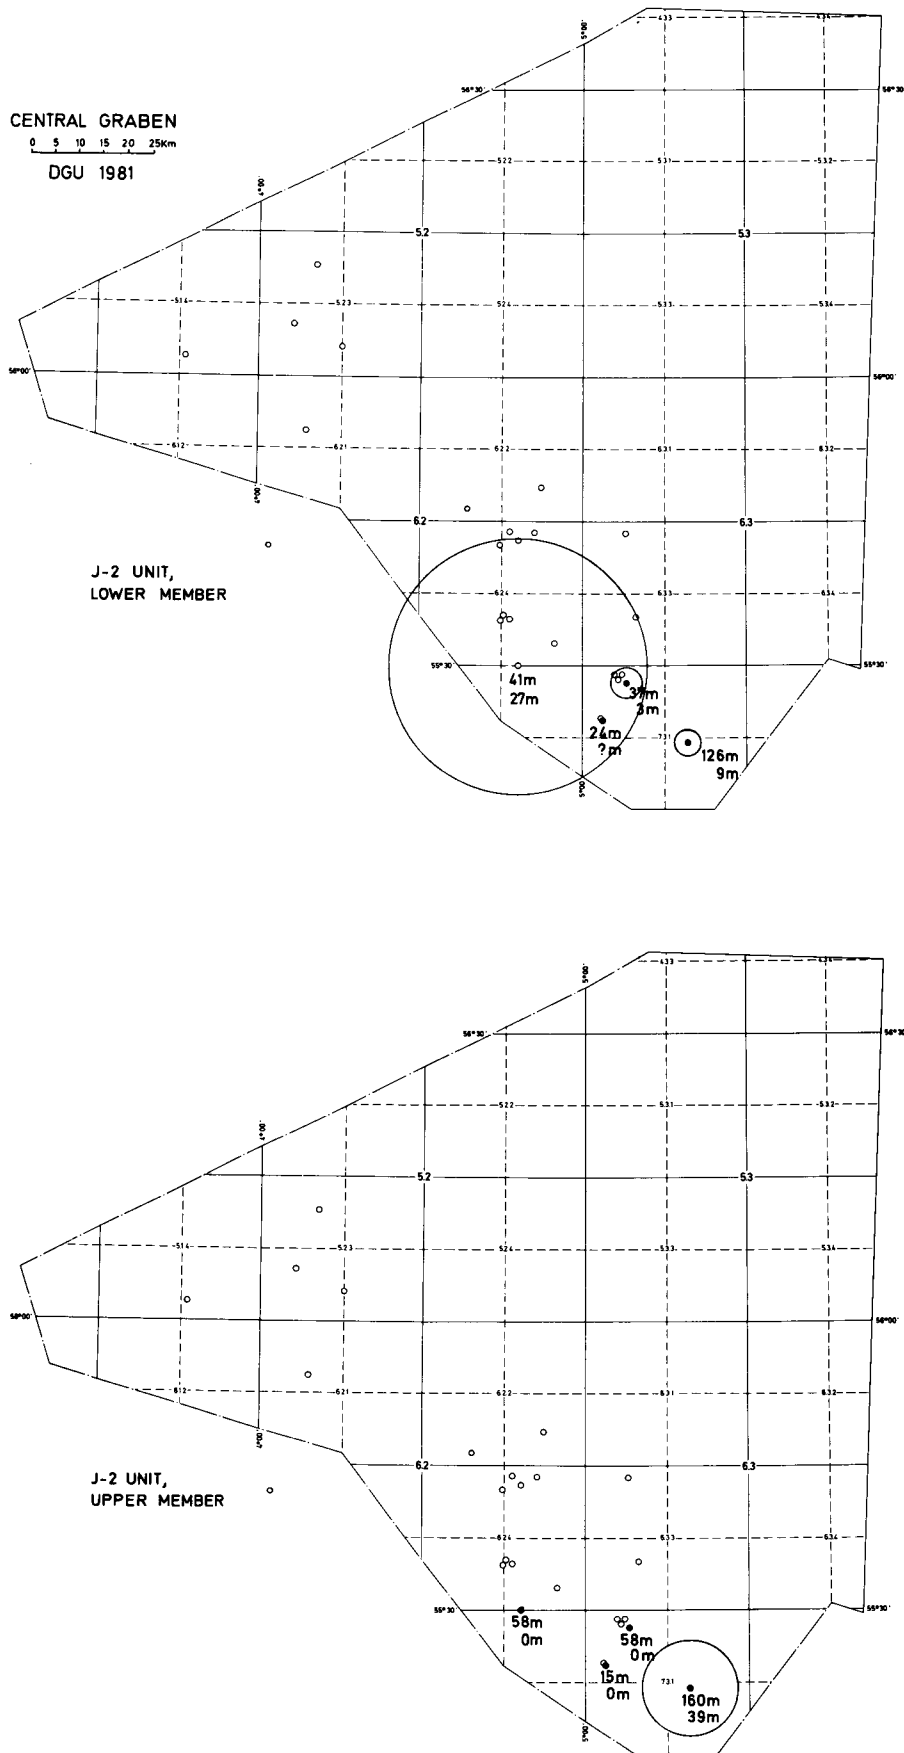 CENTRAL GRABEN
0 5 10 15 20 25Km
DGU 1981
5°00'
433
434
56°30'
56°30'
522
531
532
4°00'
5.2
5.3
514
523
524
533
534
56°00'
56°00'
612
621
622
631
632
4°00'
6.2
6.3
J-2 UNIT,
LOWER MEMBER
624
633
634
55°30'
55°30'
41m
27m
37m
3m
24m
?m
731
126m
9m
5°00'
5°00'
433
434
56°30'
56°30'
522
531
532
4°00'
5.2
5.3
514
523
524
533
534
56°00'
56°00'
612
621
622
631
632
4°00'
6.2
6.3
J-2 UNIT,
UPPER MEMBER
624
633
634
55°30'
55°30'
58m
0m
58m
0m
15m
0m
731
160m
39m
5°00'